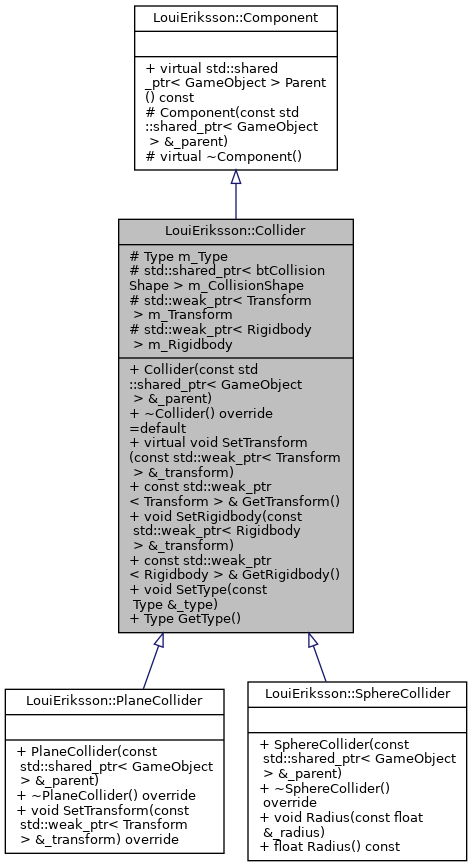 LouiEriksson::Component
+ virtual std::shared
_ptr< GameObject > Parent
() const
# Component(const std
::shared_ptr< GameObject
> &_parent)
# virtual ~Component()
LouiEriksson::Collider
# Type m_Type
# std::shared_ptr< btCollision
Shape > m_CollisionShape
# std::weak_ptr< Transform
> m_Transform
# std::weak_ptr< Rigidbody
> m_Rigidbody
+ Collider(const std
::shared_ptr< GameObject
> &_parent)
+ ~Collider() override
=default
+ virtual void SetTransform
(const std::weak_ptr< Transform
> &_transform)
+ const std::weak_ptr
< Transform > & GetTransform()
+ void SetRigidbody(const
std::weak_ptr< Rigidbody
> &_transform)
+ const std::weak_ptr
< Rigidbody > & GetRigidbody()
+ void SetType(const
Type &_type)
+ Type GetType()
LouiEriksson::PlaneCollider
+ PlaneCollider(const
std::shared_ptr< GameObject
> &_parent)
+ ~PlaneCollider() override
+ void SetTransform(const
std::weak_ptr< Transform
> &_transform) override
LouiEriksson::SphereCollider
+ SphereCollider(const
std::shared_ptr< GameObject
> &_parent)
+ ~SphereCollider()
override
+ void Radius(const float
&_radius)
+ float Radius() const